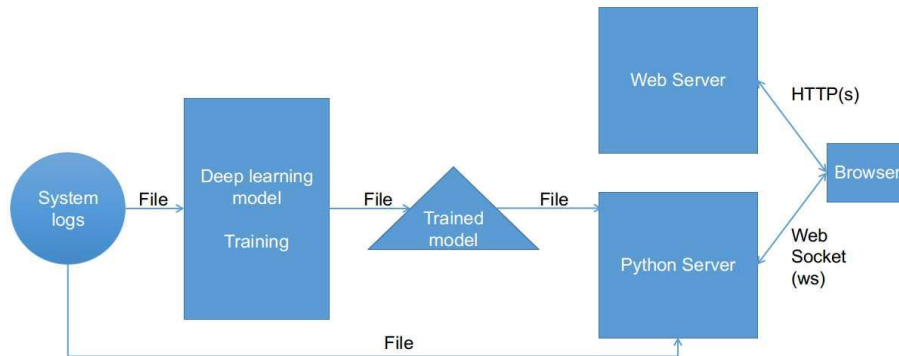 System
logs
File
Deep learning
model
Training
File
Trained
model
File
Web Server
HTTP(s)
Browser
Python Server
Web
Socket
(ws)
File